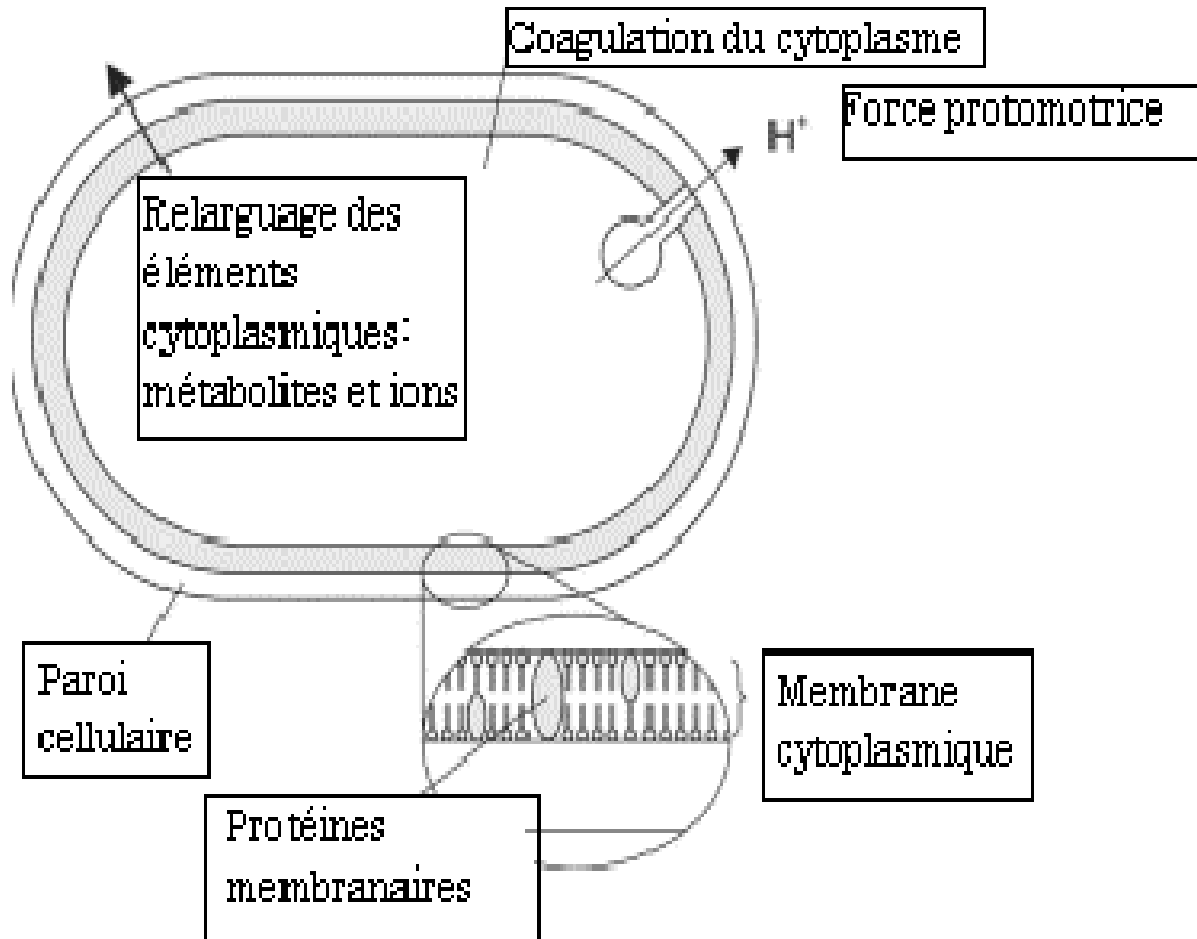 Coagulation du cytoplasme
Force protomotrice
H⁺
Relarguage des
éléments
cytoplasmiques:
métabolites et ions
Paroi
cellulaire
Membrane
cytoplasmique
Protéines
membranaires